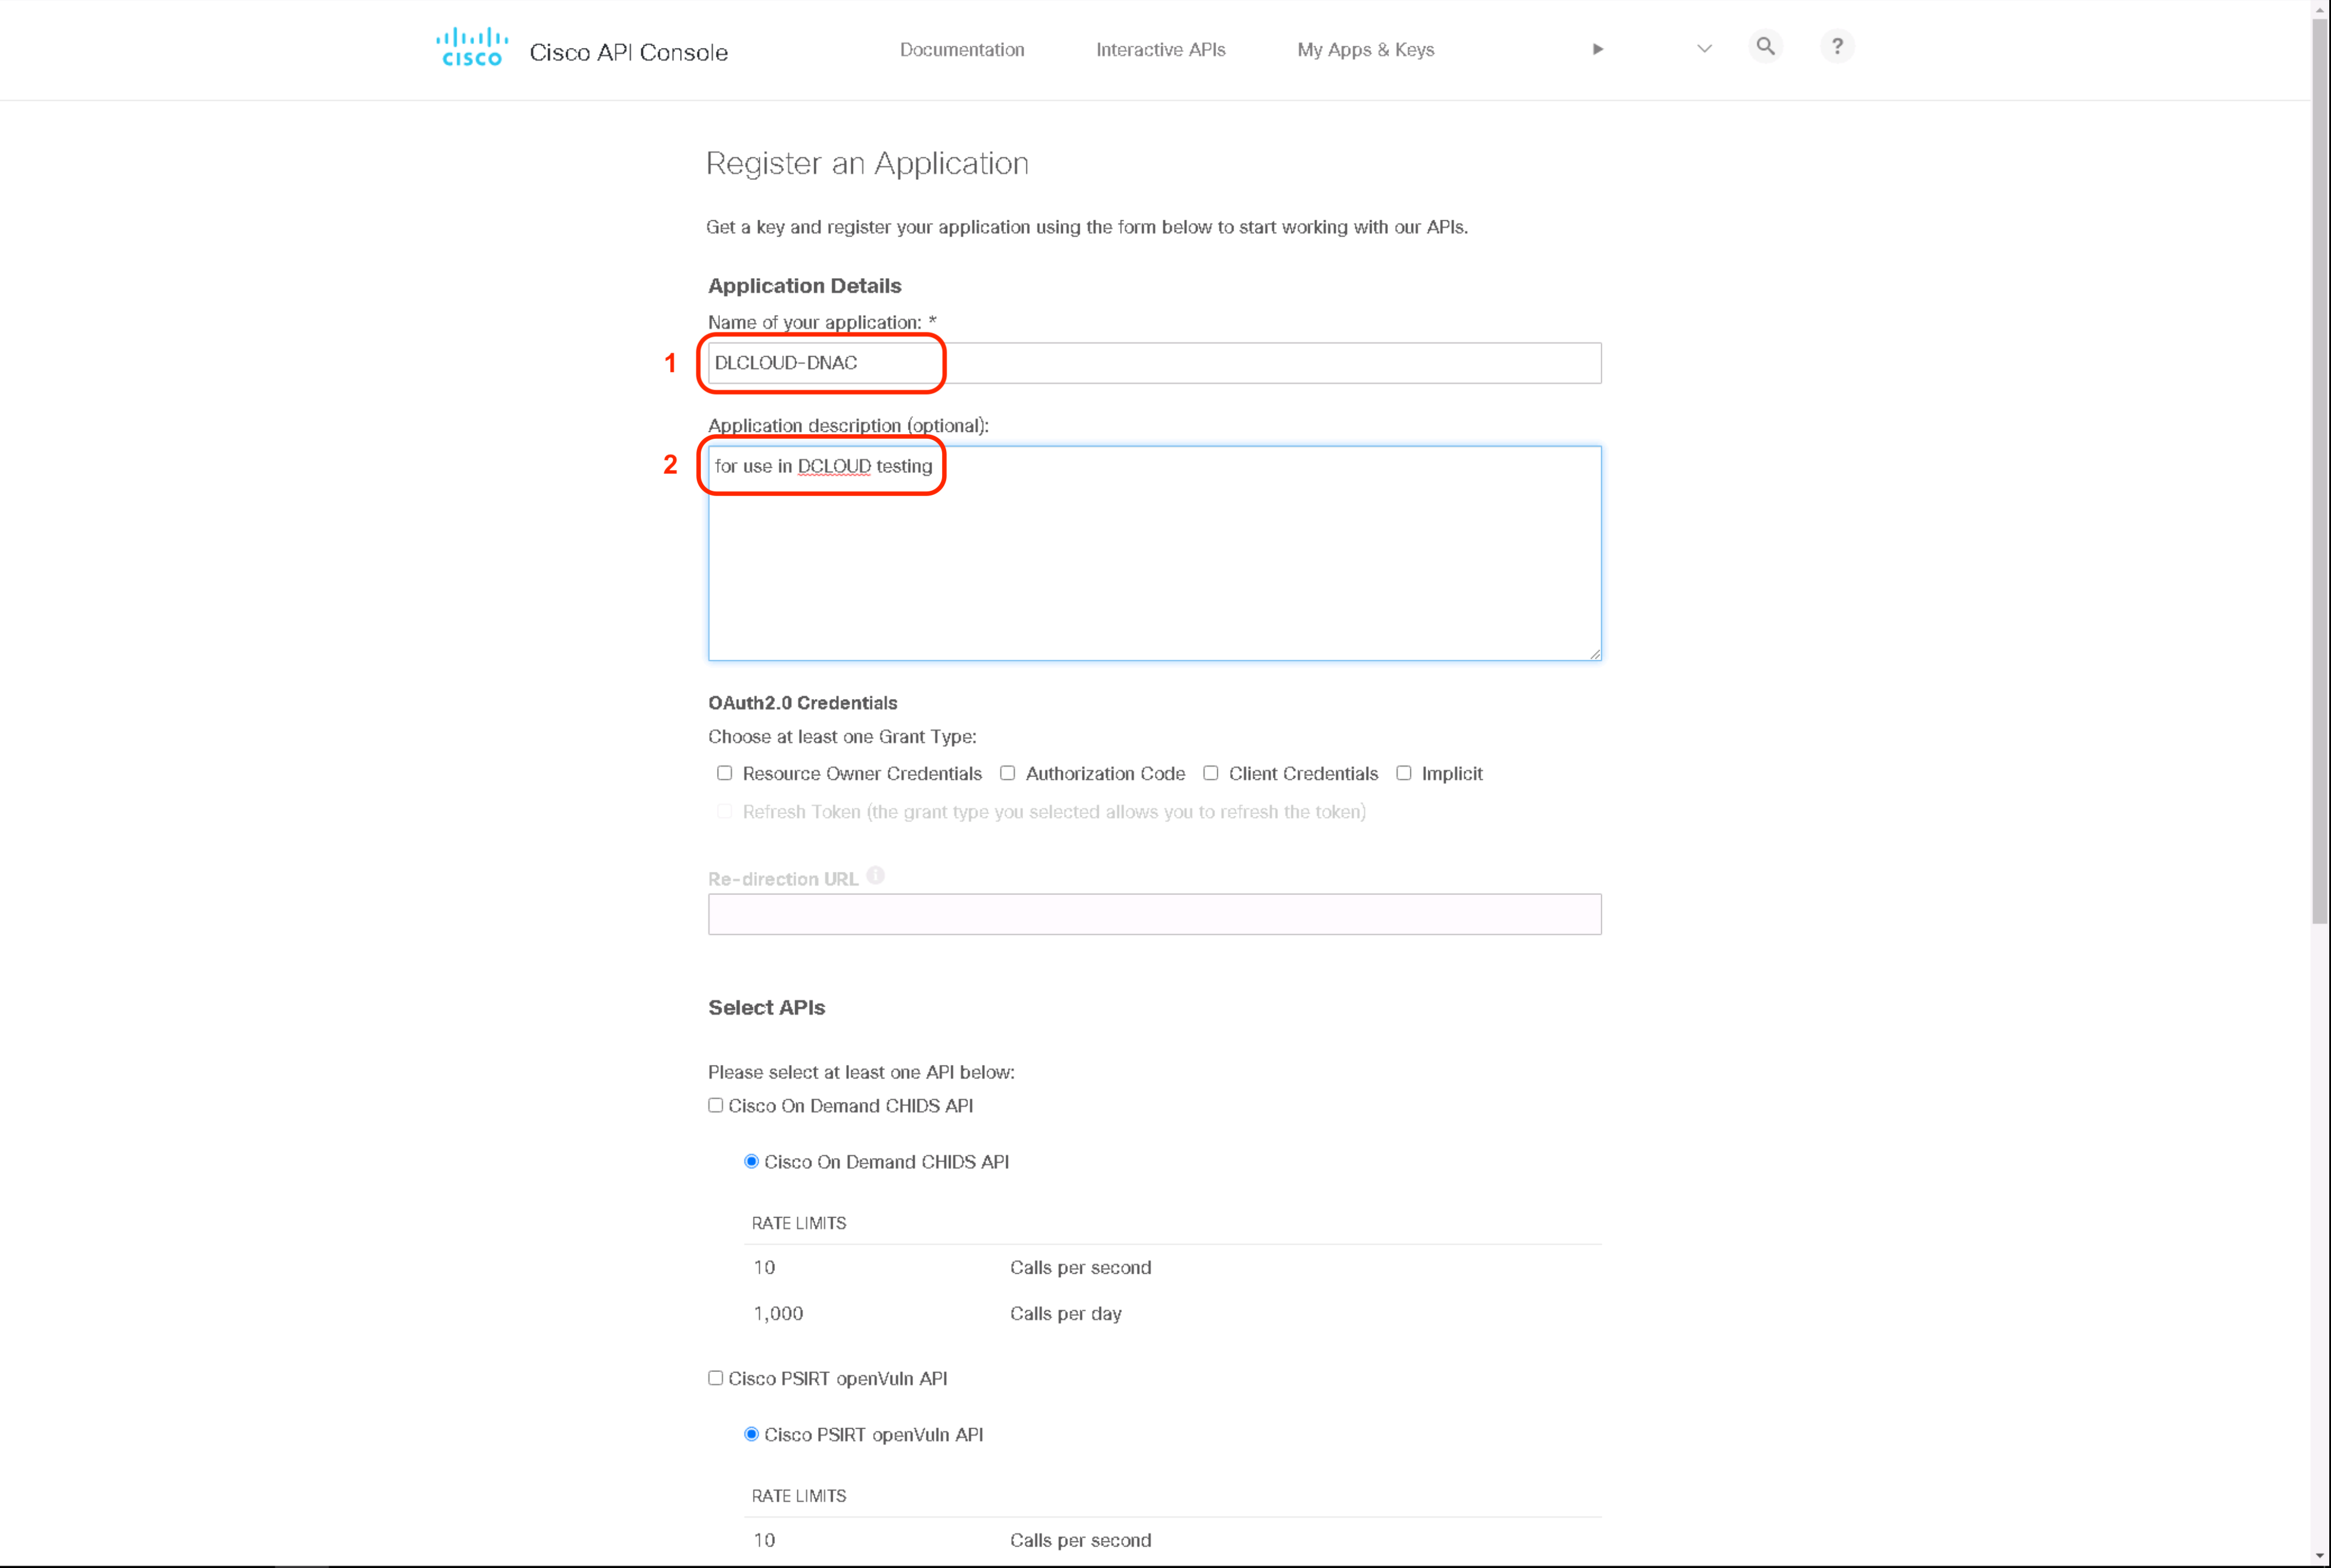 CISCO
Cisco API Console
Documentation
Interactive APIs
My Apps & Keys
?
Register an Application
Get a key and register your application using the form below to start working with our APIs.
Application Details
Name of your application: *
1
DLCLOUD-DNAC
Application description (optional):
2
for use in DCLOUD testing
OAuth2.0 Credentials
Choose at least one Grant Type:
Resource Owner Credentials Authorization Code Client Credentials Implicit
Refresh Token (the grant type you selected allows you to refresh the token)
Re-direction URL i
Select APIs
Please select at least one API below:
Cisco On Demand CHIDS API
Cisco On Demand CHIDS API
RATE LIMITS
10 Calls per second
1,000 Calls per day
Cisco PSIRT openVuln API
Cisco PSIRT openVuln API
RATE LIMITS
10 Calls per second